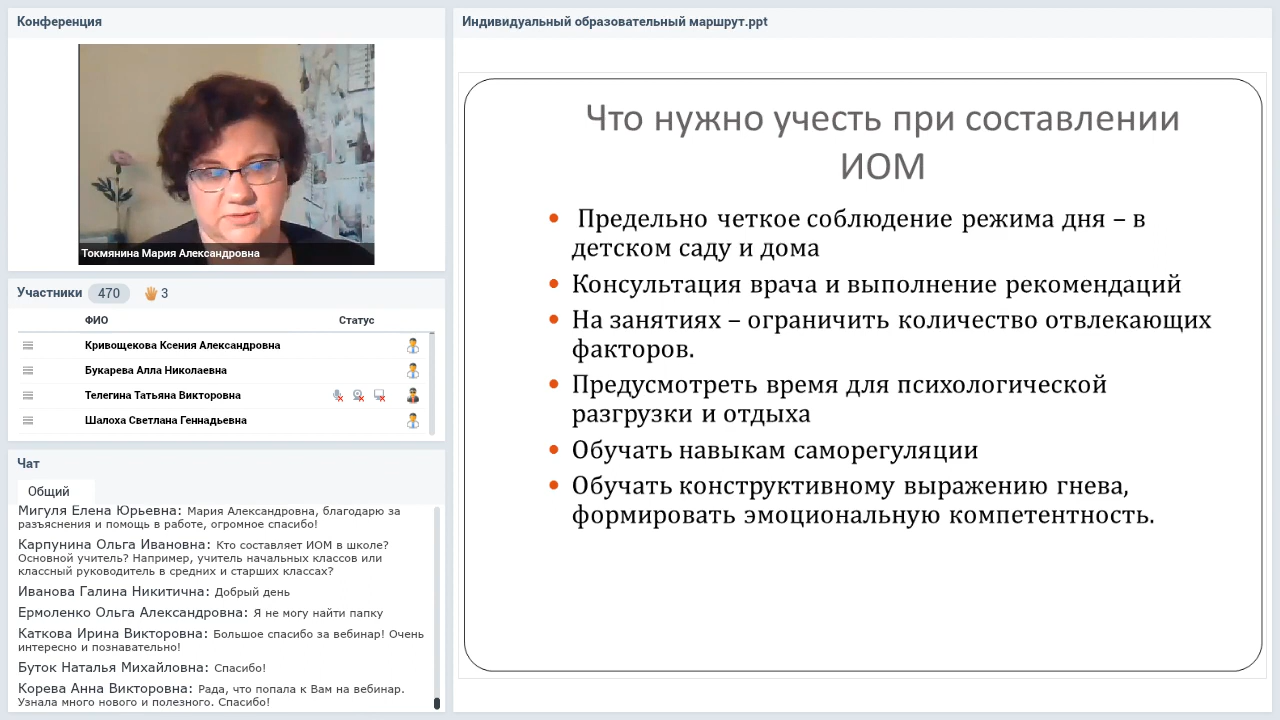 Конференция
Токмянина Мария Александровна
Участники 470 3
ФИО Статус
Кривощекова Ксения Александровна
Букарева Алла Николаевна
Телегина Татьяна Викторовна
Шалоха Светлана Геннадьевна
Чат
Общий
Мигуля Елена Юрьевна: Мария Александровна, благодарю за
разъяснения и помощь в работе, огромное спасибо!
Карпунина Ольга Ивановна: Кто составляет ИОМ в школе?
Основной учитель? Например, учитель начальных классов или
классный руководитель в средних и старших классах?
Иванова Галина Никитична: Добрый день
Ермоленко Ольга Александровна: Я не могу найти папку
Каткова Ирина Викторовна: Большое спасибо за вебинар! Очень
интересно и познавательно!
Буток Наталья Михайловна: Спасибо!
Корева Анна Викторовна: Рада, что попала к Вам на вебинар.
Узнала много нового и полезного. Спасибо!
Индивидуальный образовательный маршрут.ppt
Что нужно учесть при составлении
ИОМ
• Предельно четкое соблюдение режима дня – в
детском саду и дома
• Консультация врача и выполнение рекомендаций
• На занятиях – ограничить количество отвлекающих
факторов.
• Предусмотреть время для психологической
разгрузки и отдыха
• Обучать навыкам саморегуляции
• Обучать конструктивному выражению гнева,
формировать эмоциональную компетентность.